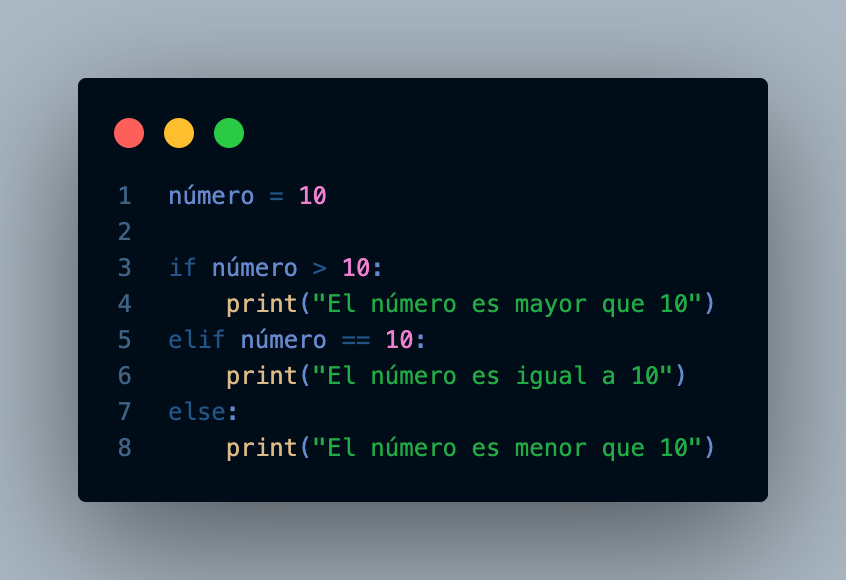 1 número = 10
2
3 if número > 10:
4     print("El número es mayor que 10")
5 elif número == 10:
6     print("El número es igual a 10")
7 else:
8     print("El número es menor que 10")